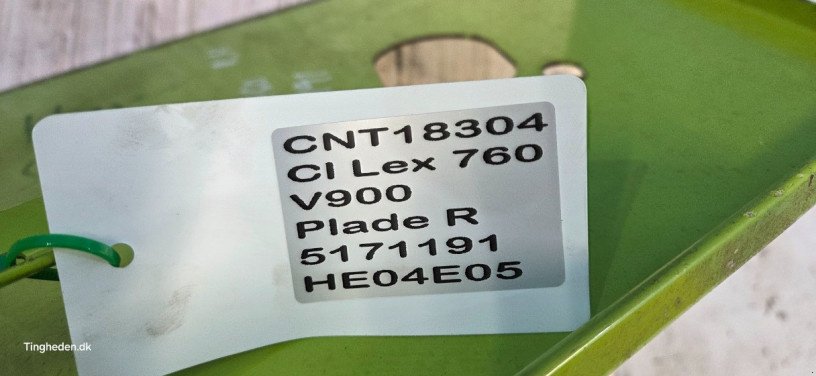 CNT18304
Cl Lex 760
V900
Plade R
5171191
HE04E05
Tingheden.dk